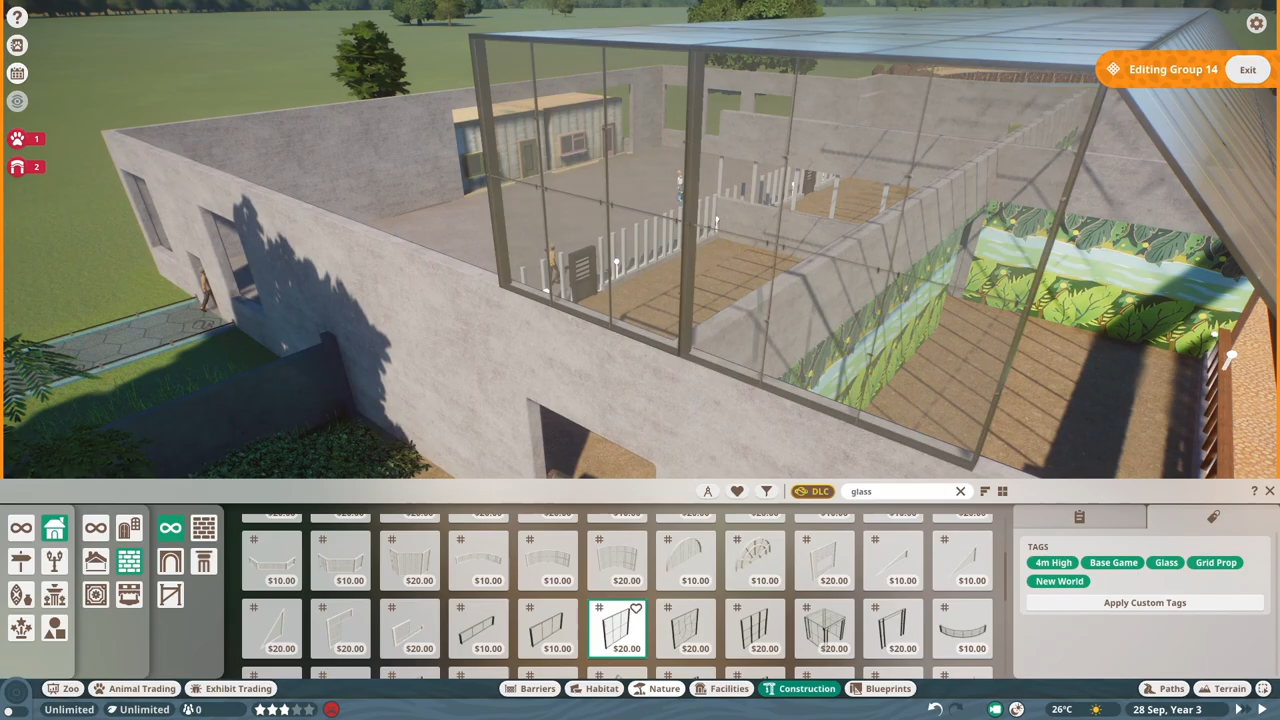 ?
Editing Group 14
Exit
1
2
DLC
glass
?
$10.00 $10.00 $20.00 $10.00 $10.00 $20.00 $10.00 $10.00 $20.00 $10.00 $10.00
$20.00 $20.00 $20.00 $10.00 $10.00 $20.00 $20.00 $20.00 $20.00 $20.00 $10.00
TAGS
4m High Base Game Glass Grid Prop
New World
Apply Custom Tags
Zoo Animal Trading Exhibit Trading Barriers Habitat Nature Facilities Construction Blueprints Paths Terrain
Unlimited Unlimited 0 26°C 28 Sep, Year 3